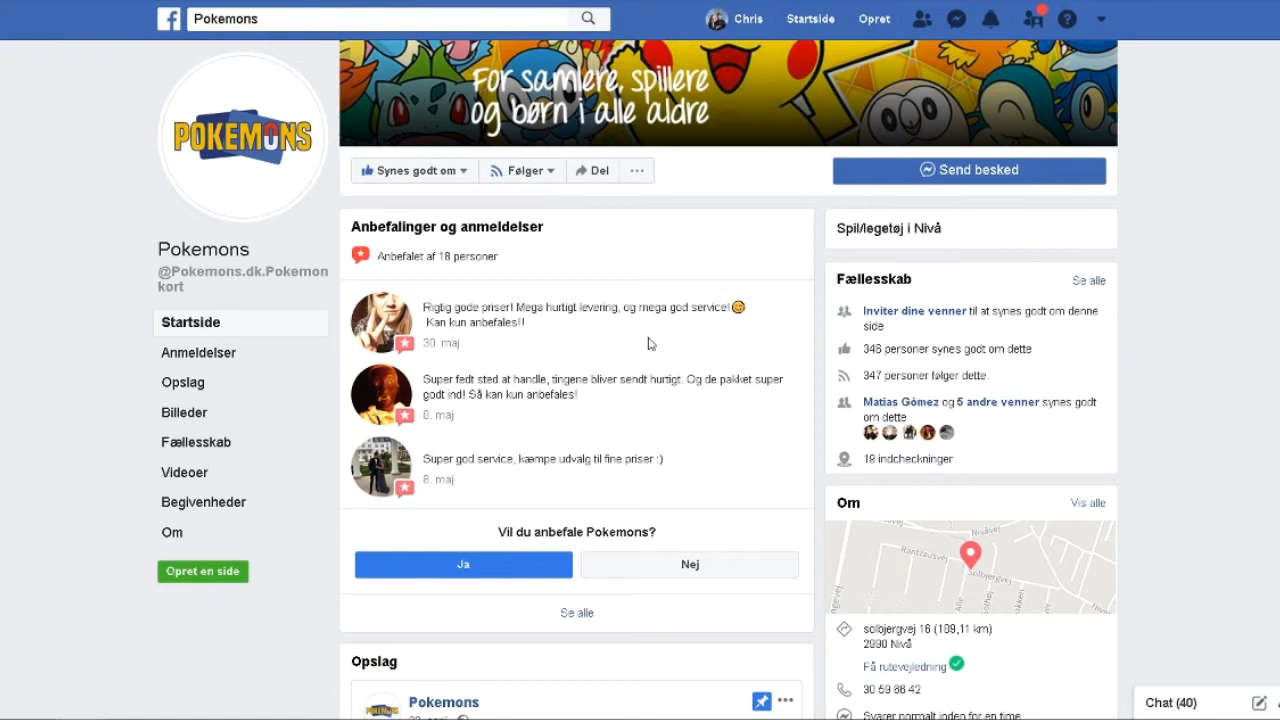 Pokemons
Chris
Startside
Opret
For samlere, spillere
og børn i alle aldre
POKEMONS
Synes godt om
Følger
Del
Send besked
Pokemons
@Pokemons.dk.Pokemon
kort
Startside
Anmeldelser
Opslag
Billeder
Fællesskab
Videoer
Begivenheder
Om
Opret en side
Anbefalinger og anmeldelser
Anbefalet af 18 personer
Rigtig gode priser! Mega hurtigt levering, og mega god service!
Kan kun anbefales!!
30. maj
Super fedt sted at handle, tingene bliver sendt hurtigt. Og de pakket super
godt ind! Så kan kun anbefales!
8. maj
Super god service, kæmpe udvalg til fine priser :)
8. maj
Vil du anbefale Pokemons?
Ja
Nej
Se alle
Opslag
Pokemons
Spil/legetøj i Nivå
Fællesskab
Se alle
Inviter dine venner til at synes godt om denne
side
346 personer synes godt om dette
347 personer følger dette.
Matias Gómez og 5 andre venner synes godt
om dette
19 indcheckninger
Om
Vis alle
Nivåvej
Rantzausvej
Solbjergvej
solbjergvej 16 (109,11 km)
2990 Nivå
Få rutevejledning
30 59 66 42
Svarer normalt inden for en time
Chat (40)